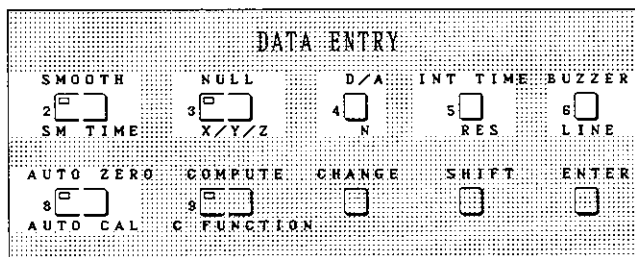 DATA ENTRY
SMOOTH NULL D/A INT TIME BUZZER
2 3 4 5 6
SM TIME X/Y/Z N RES LINE
AUTO ZERO COMPUTE CHANGE SHIFT ENTER
8 9
AUTO CAL C FUNCTION